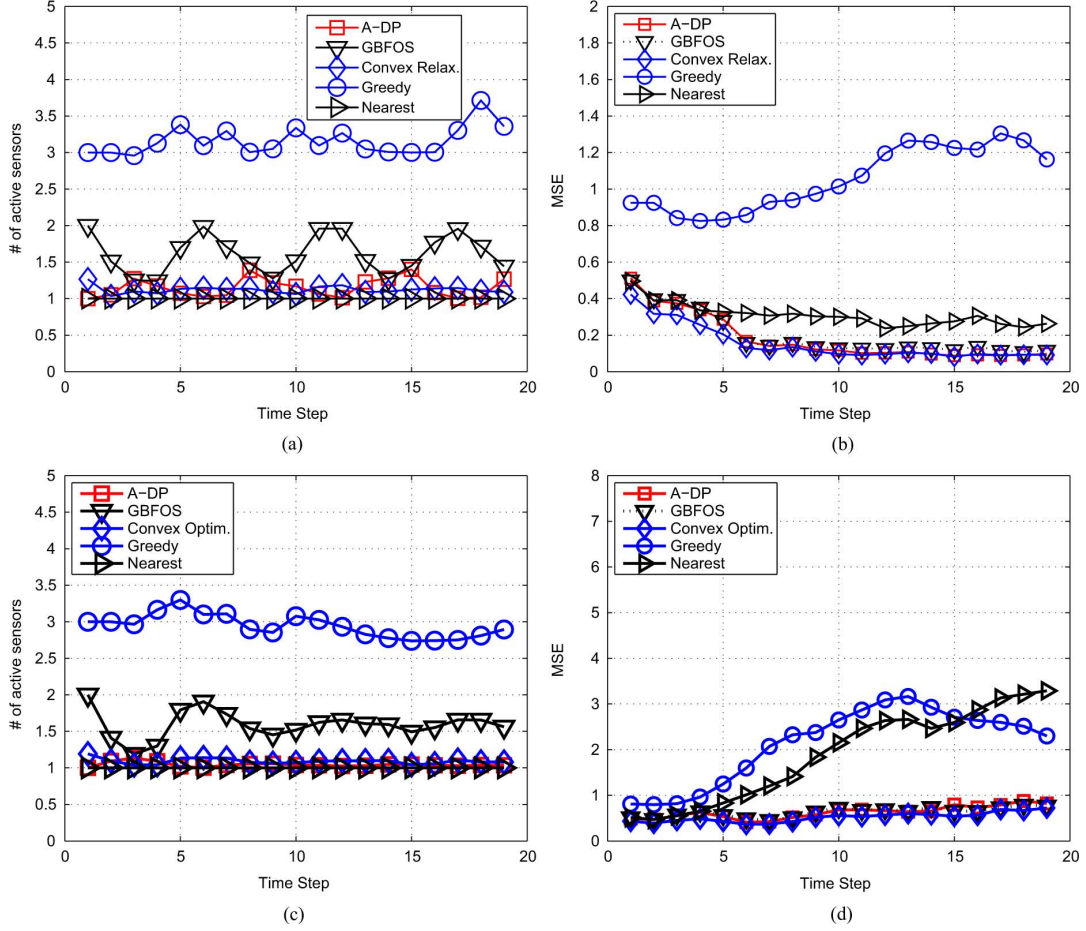 5
4.5
4
3.5
3
2.5
2
1.5
1
0.5
0
# of active sensors
A-DP
GBFOS
Convex Relax.
Greedy
Nearest
0 5 10 15 20
Time Step
(a)
2
1.8
1.6
1.4
1.2
1
0.8
0.6
0.4
0.2
0
MSE
A-DP
GBFOS
Convex Relax.
Greedy
Nearest
0 5 10 15 20
Time Step
(b)
5
4.5
4
3.5
3
2.5
2
1.5
1
0.5
0
# of active sensors
A-DP
GBFOS
Convex Optim.
Greedy
Nearest
0 5 10 15 20
Time Step
(c)
8
7
6
5
4
3
2
1
0
MSE
A-DP
GBFOS
Convex Optim.
Greedy
Nearest
0 5 10 15 20
Time Step
(d)